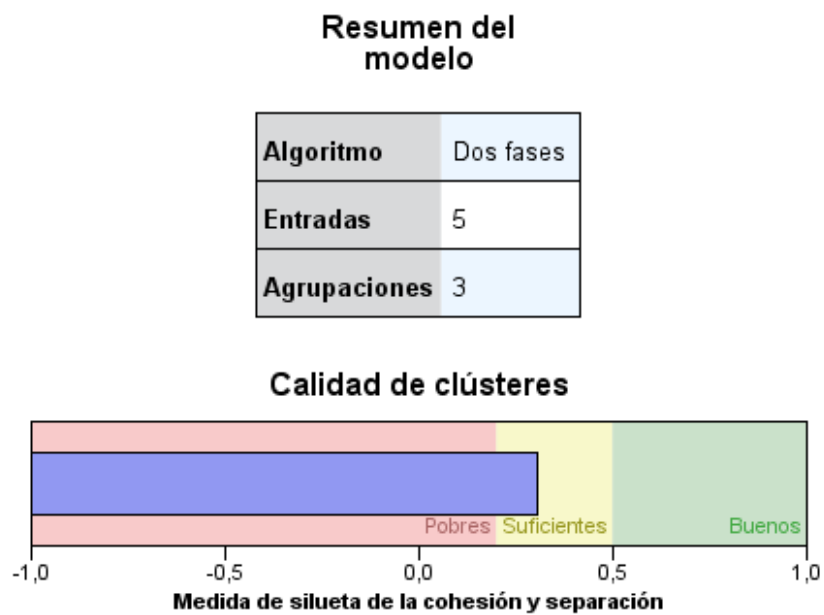 Resumen del
modelo
Algoritmo Dos fases
Entradas 5
Agrupaciones 3
Calidad de clústeres
Pobres Suficientes Buenos
-1,0 -0,5 0,0 0,5 1,0
Medida de silueta de la cohesión y separación